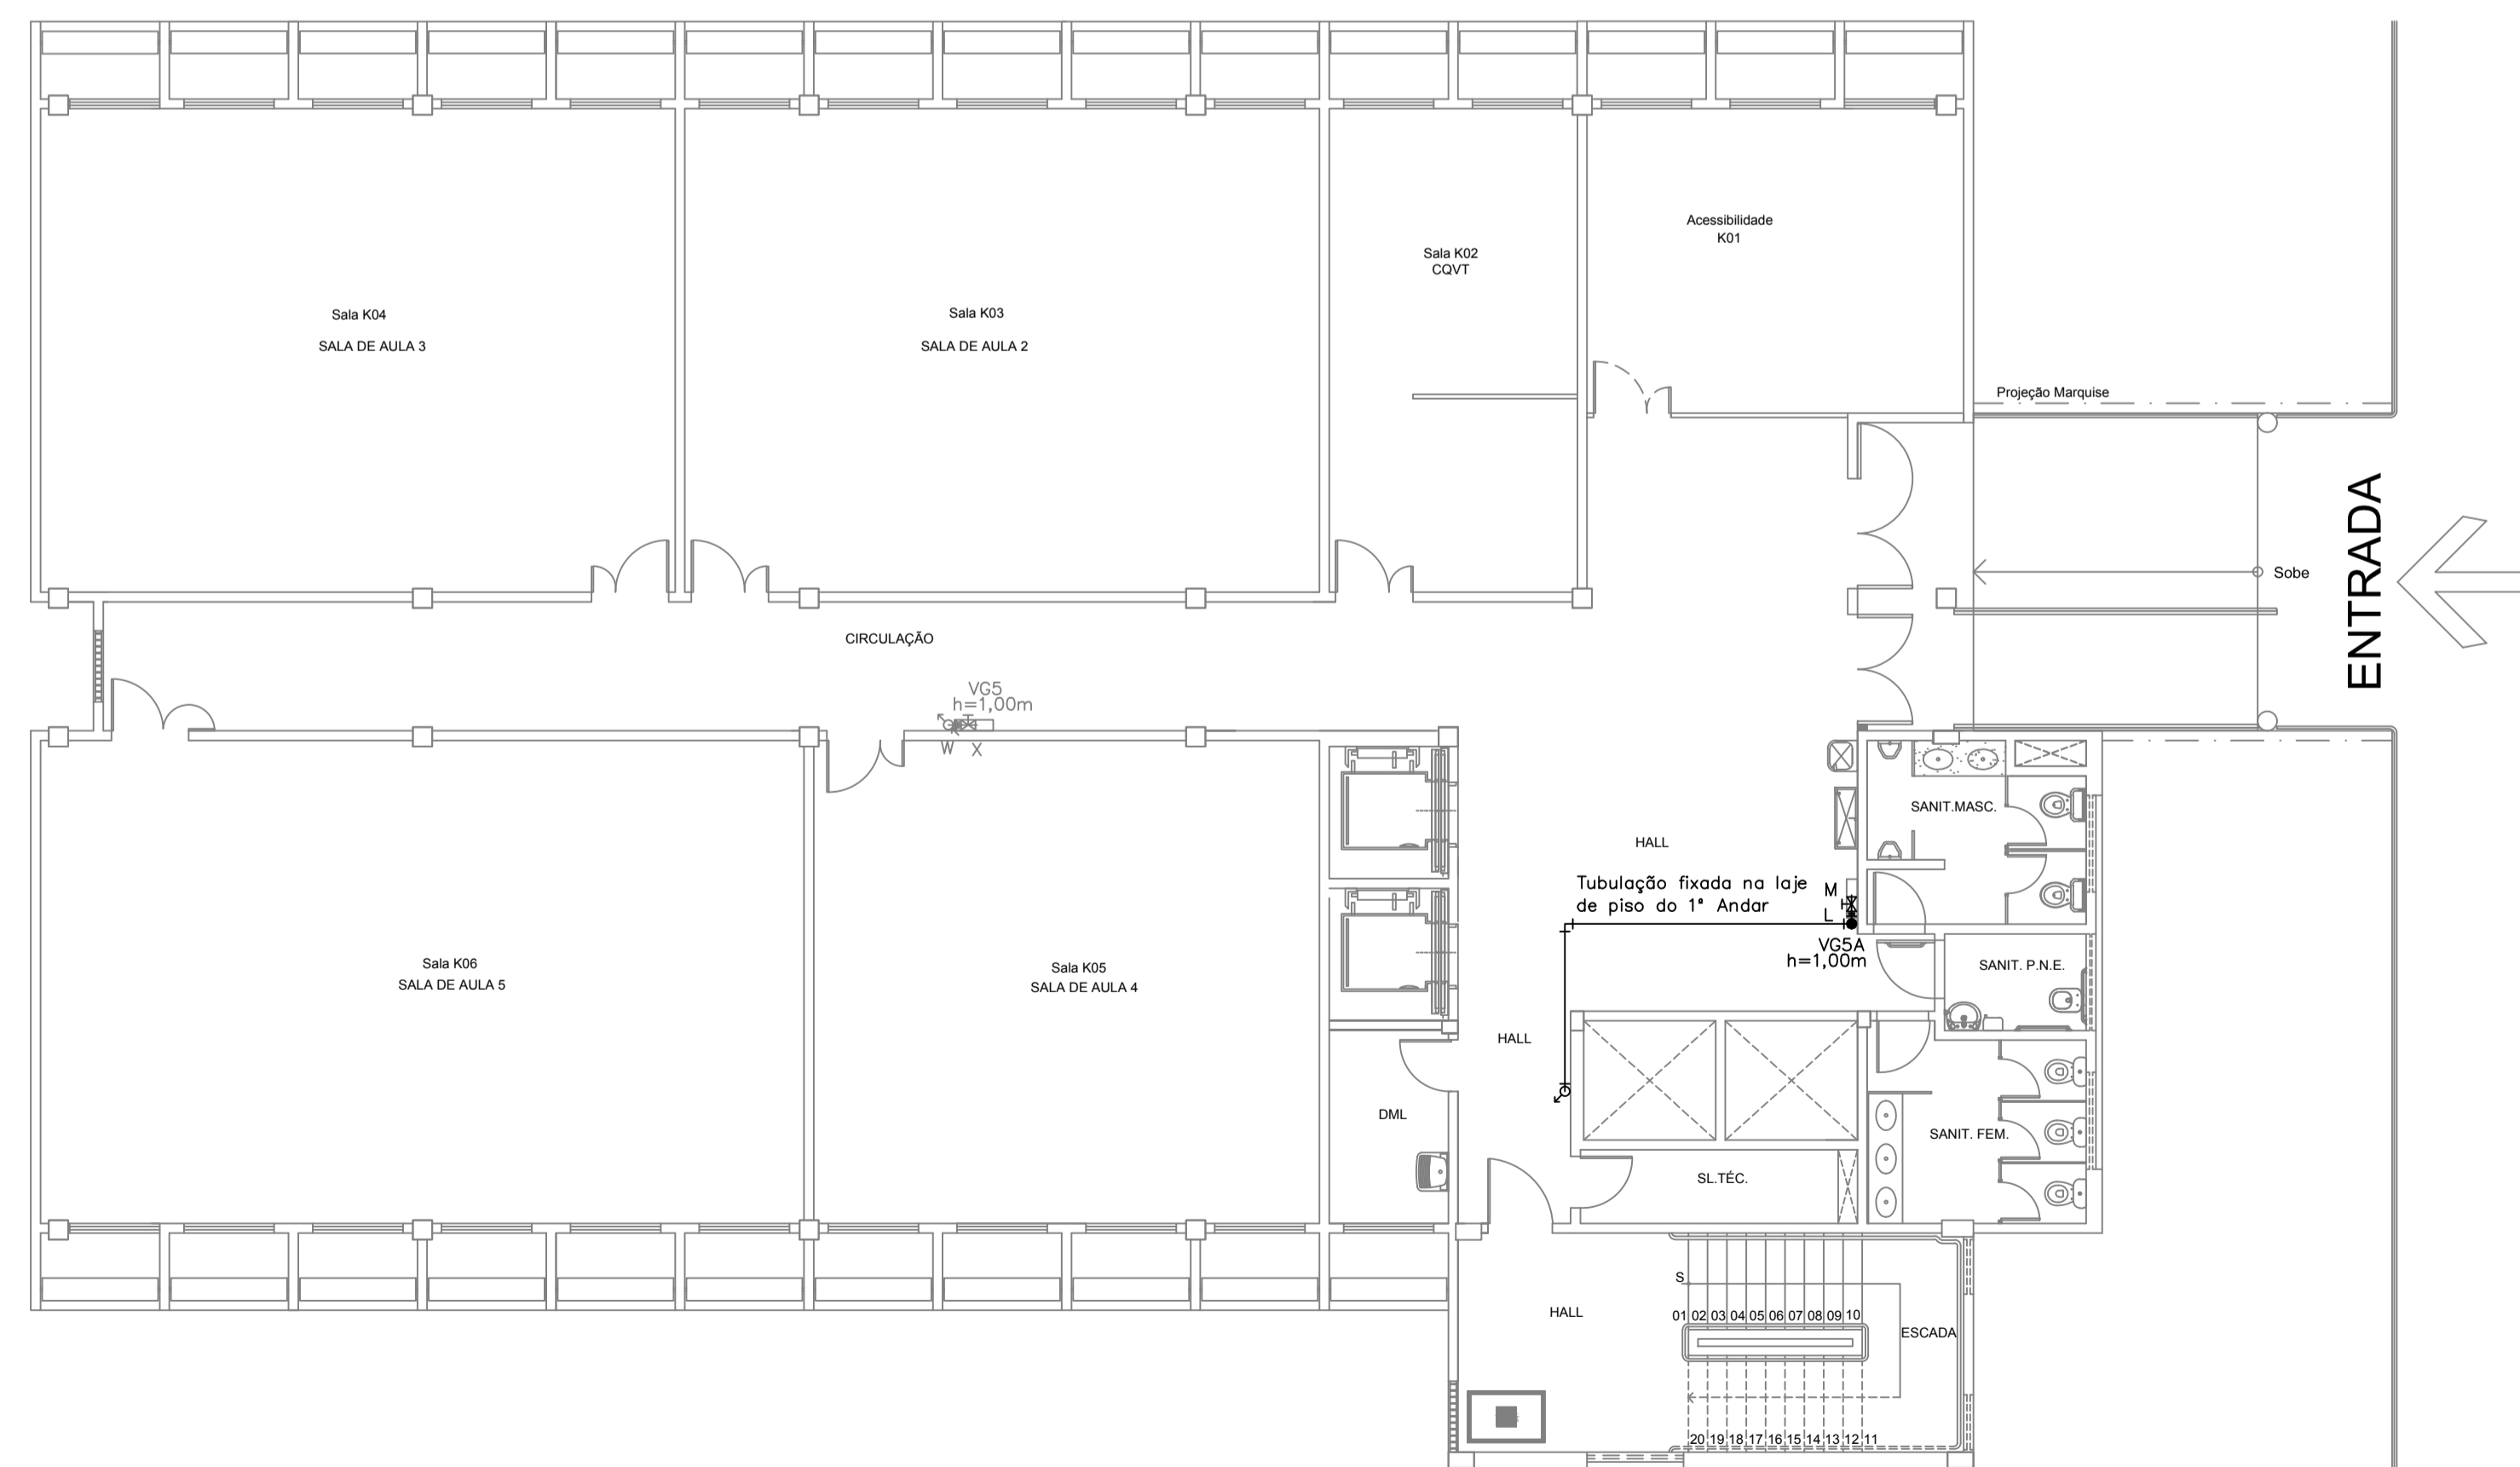 Acessibilidade
K01
Sala K02
CQVT
Sala K04
SALA DE AULA 3
Sala K03
SALA DE AULA 2
Projeção Marquise
ENTRADA
Sobe
CIRCULAÇÃO
VG5
h=1,00m
W X
SANIT.MASC.
HALL
Tubulação fixada na laje
de piso do 1º Andar
M
L
VG5A
h=1,00m
SANIT. P.N.E.
Sala K06
SALA DE AULA 5
Sala K05
SALA DE AULA 4
HALL
DML
SANIT. FEM.
SL.TÉC.
S
HALL
01 02 03 04 05 06 07 08 09 10
ESCADA
20 19 18 17 16 15 14 13 12 11